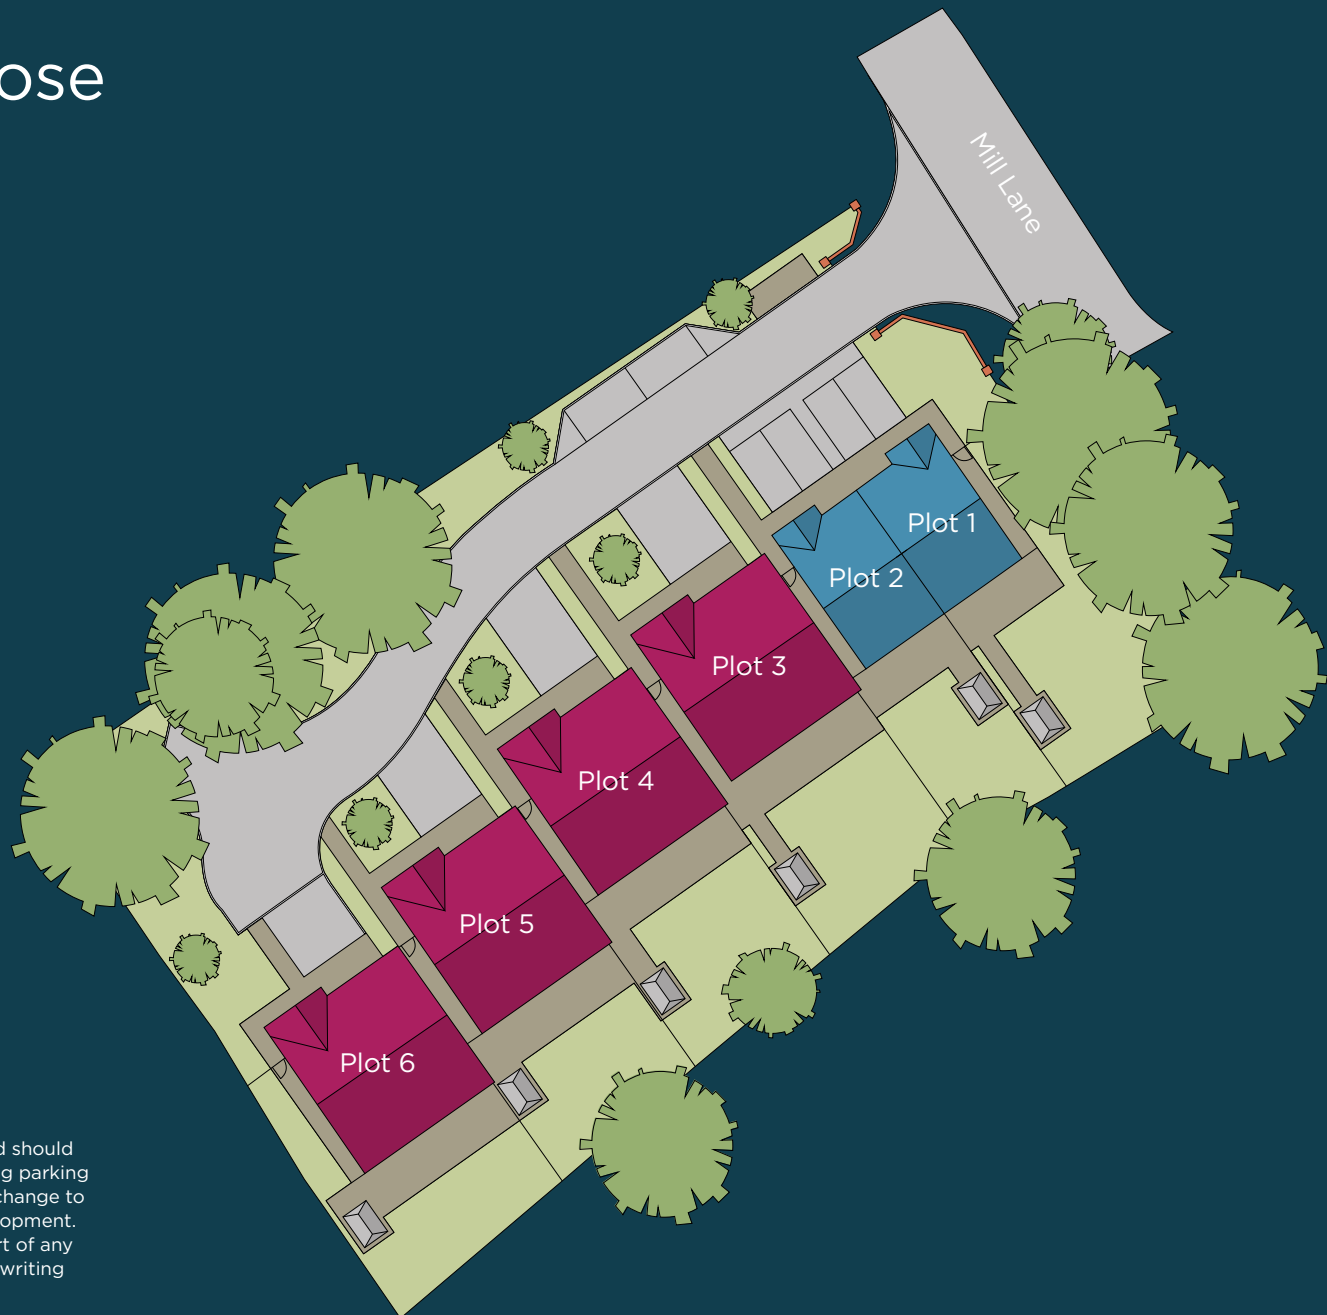 ose
Mill Lane
Plot 1
Plot 2
Plot 3
Plot 4
Plot 5
Plot 6
d should
g parking
change to
opment.
rt of any
writing